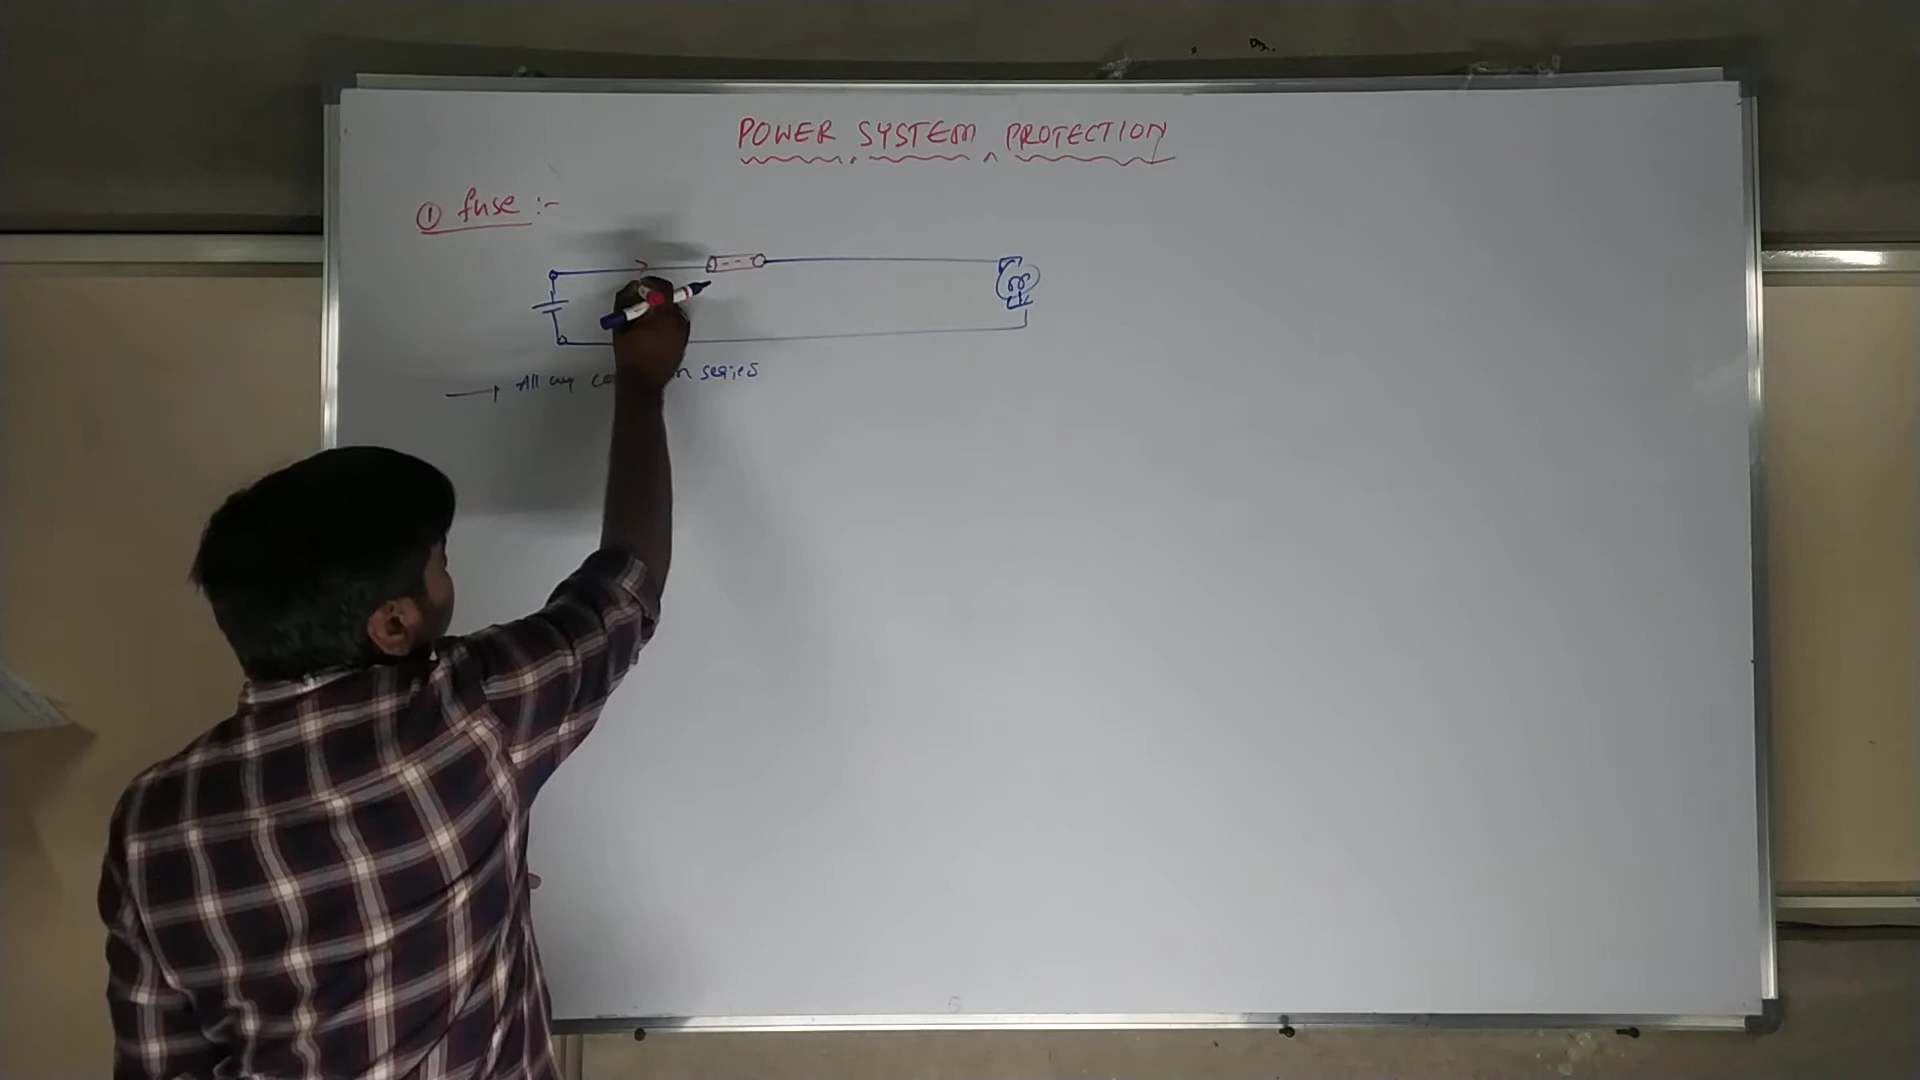 POWER SYSTEM PROTECTION
① fuse :-
→ All series